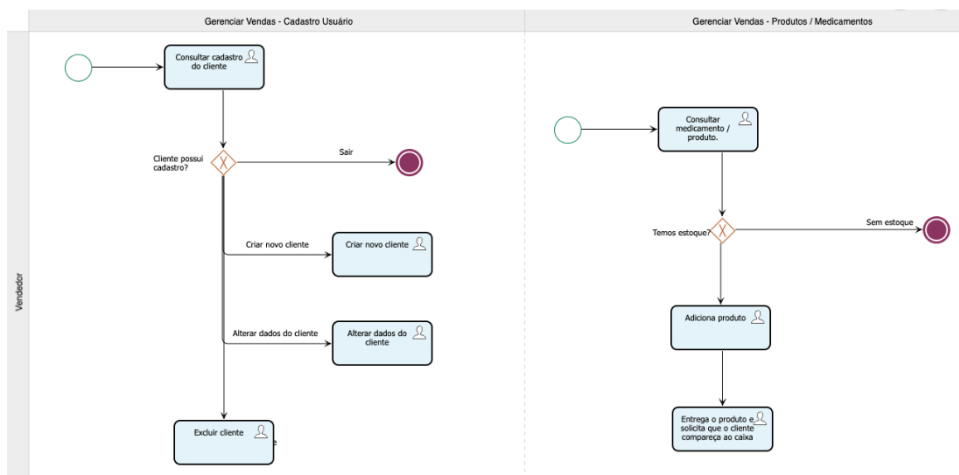 Gerenciar Vendas - Cadastro Usuário
Consultar cadastro
do cliente
Cliente possui
cadastro?
Sair
Criar novo cliente
Criar novo cliente
Alterar dados do cliente
Alterar dados do
cliente
Excluir cliente
Vendedor
Gerenciar Vendas - Produtos / Medicamentos
Consultar
medicamento /
produto.
Temos estoque?
Sem estoque
Adiciona produto
Entrega o produto e
solicita que o cliente
compareça ao caixa